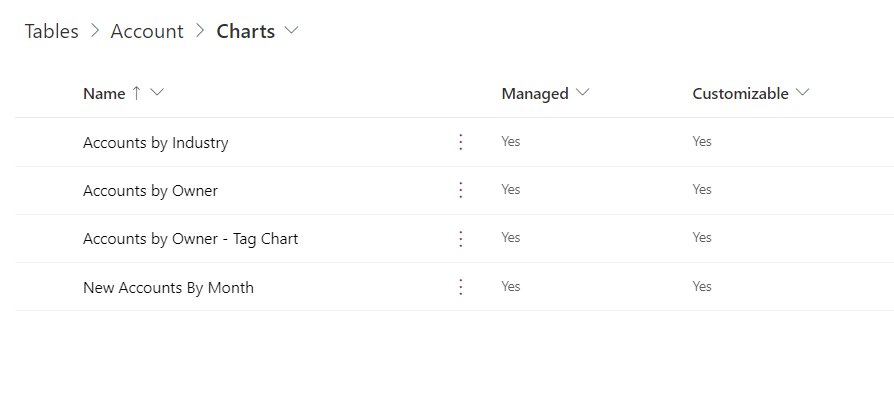 Tables > Account > Charts
Name ↑ Managed Customizable
Accounts by Industry Yes Yes
Accounts by Owner Yes Yes
Accounts by Owner - Tag Chart Yes Yes
New Accounts By Month Yes Yes